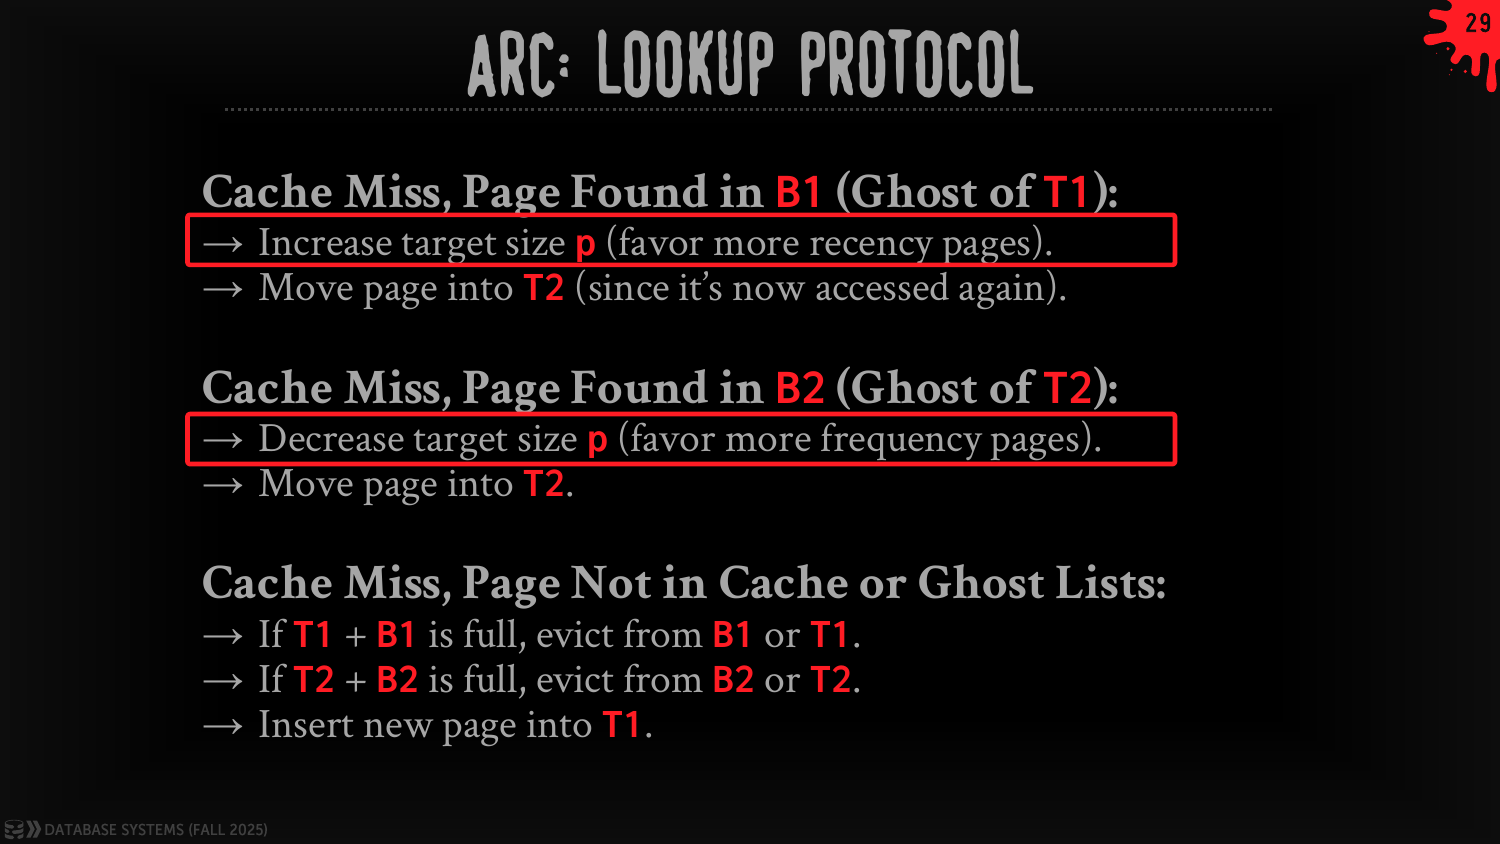 29
ARC: LOOKUP PROTOCOL
Cache Miss, Page Found in B1 (Ghost of T1):
→ Increase target size p (favor more recency pages).
→ Move page into T2 (since it’s now accessed again).
Cache Miss, Page Found in B2 (Ghost of T2):
→ Decrease target size p (favor more frequency pages).
→ Move page into T2.
Cache Miss, Page Not in Cache or Ghost Lists:
→ If T1 + B1 is full, evict from B1 or T1.
→ If T2 + B2 is full, evict from B2 or T2.
→ Insert new page into T1.
DATABASE SYSTEMS (FALL 2025)